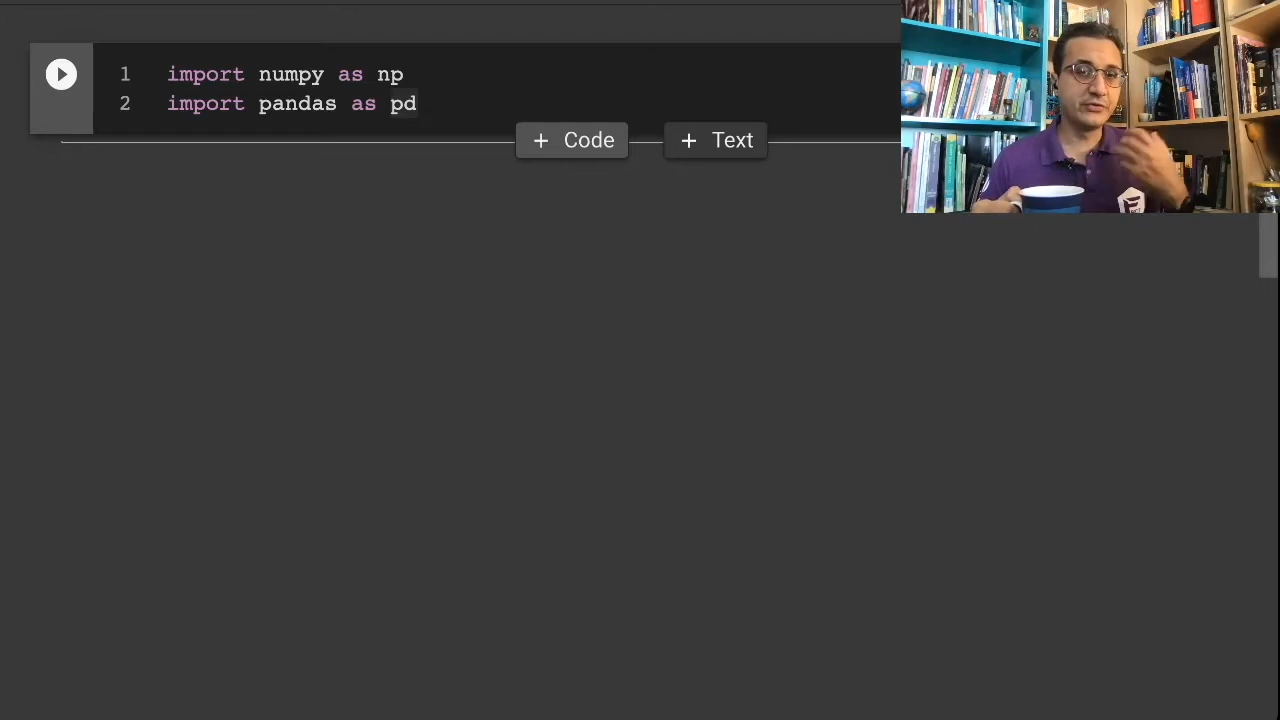 1 import numpy as np
2 import pandas as pd
+ Code + Text